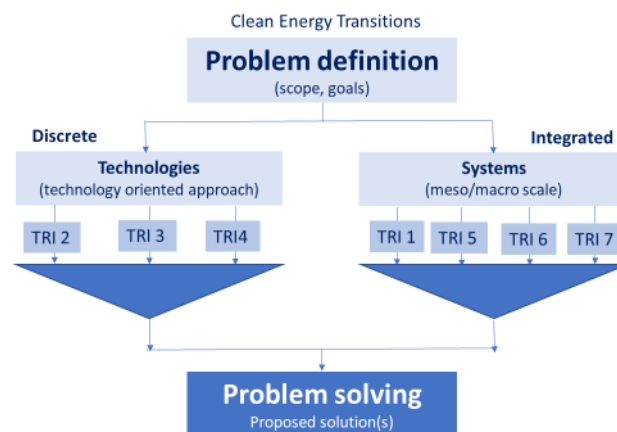 Clean Energy Transitions
Problem definition
(scope, goals)
Discrete
Integrated
Technologies
(technology oriented approach)
Systems
(meso/macro scale)
TRI 2
TRI 3
TRI4
TRI 1
TRI 5
TRI 6
TRI 7
Problem solving
Proposed solution(s)